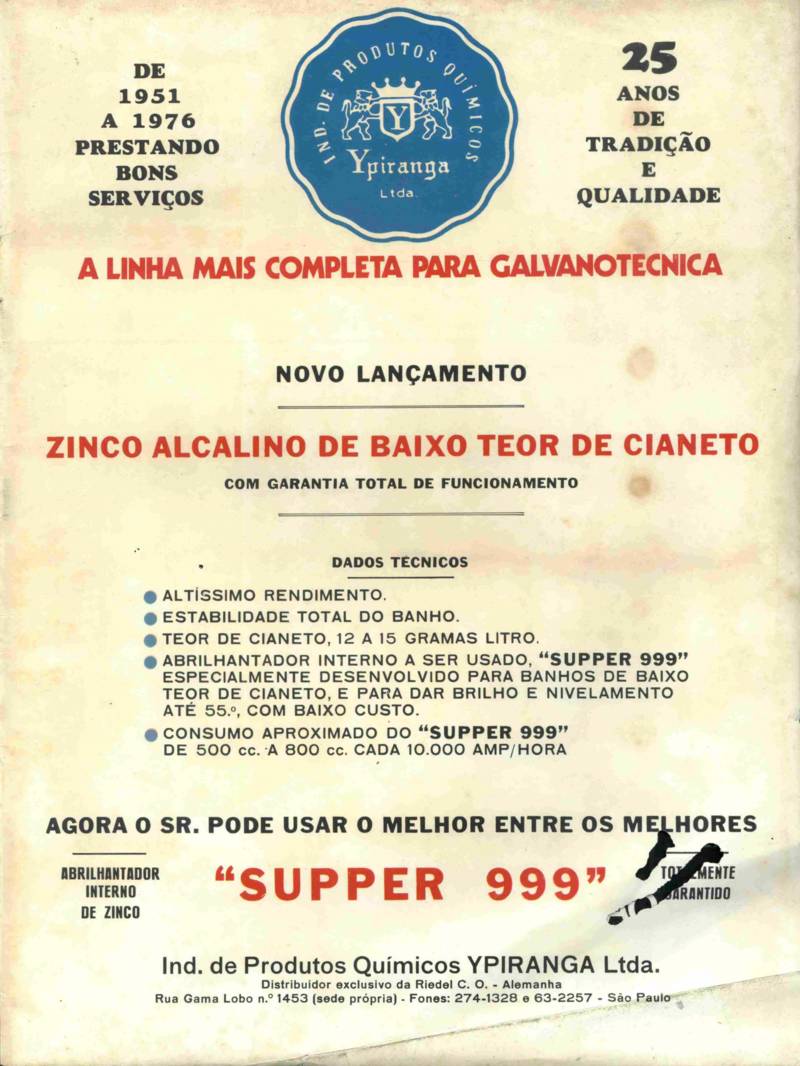 DE
1951
A 1976
PRESTANDO
BONS
SERVIÇOS
IND. DE PRODUTOS QUÍMICOS
Y
Ypiranga
Ltda.
25
ANOS
DE
TRADIÇÃO
E
QUALIDADE
A LINHA MAIS COMPLETA PARA GALVANOTECNICA
NOVO LANÇAMENTO
ZINCO ALCALINO DE BAIXO TEOR DE CIANETO
COM GARANTIA TOTAL DE FUNCIONAMENTO
DADOS TÉCNICOS
ALTÍSSIMO RENDIMENTO.
ESTABILIDADE TOTAL DO BANHO.
TEOR DE CIANETO, 12 A 15 GRAMAS LITRO.
ABRILHANTADOR INTERNO A SER USADO, “SUPPER 999”
ESPECIALMENTE DESENVOLVIDO PARA BANHOS DE BAIXO
TEOR DE CIANETO, E PARA DAR BRILHO E NIVELAMENTO
ATÉ 55.º, COM BAIXO CUSTO.
CONSUMO APROXIMADO DO “SUPPER 999”
DE 500 cc. A 800 cc. CADA 10.000 AMP/HORA
AGORA O SR. PODE USAR O MELHOR ENTRE OS MELHORES
ABRILHANTADOR
INTERNO
DE ZINCO
“SUPPER 999”
TOTALMENTE
GARANTIDO
Ind. de Produtos Químicos YPIRANGA Ltda.
Distribuidor exclusivo da Riedel C. O. - Alemanha
Rua Gama Lobo n.º 1453 (sede própria) - Fones: 274-1328 e 63-2257 - São Paulo